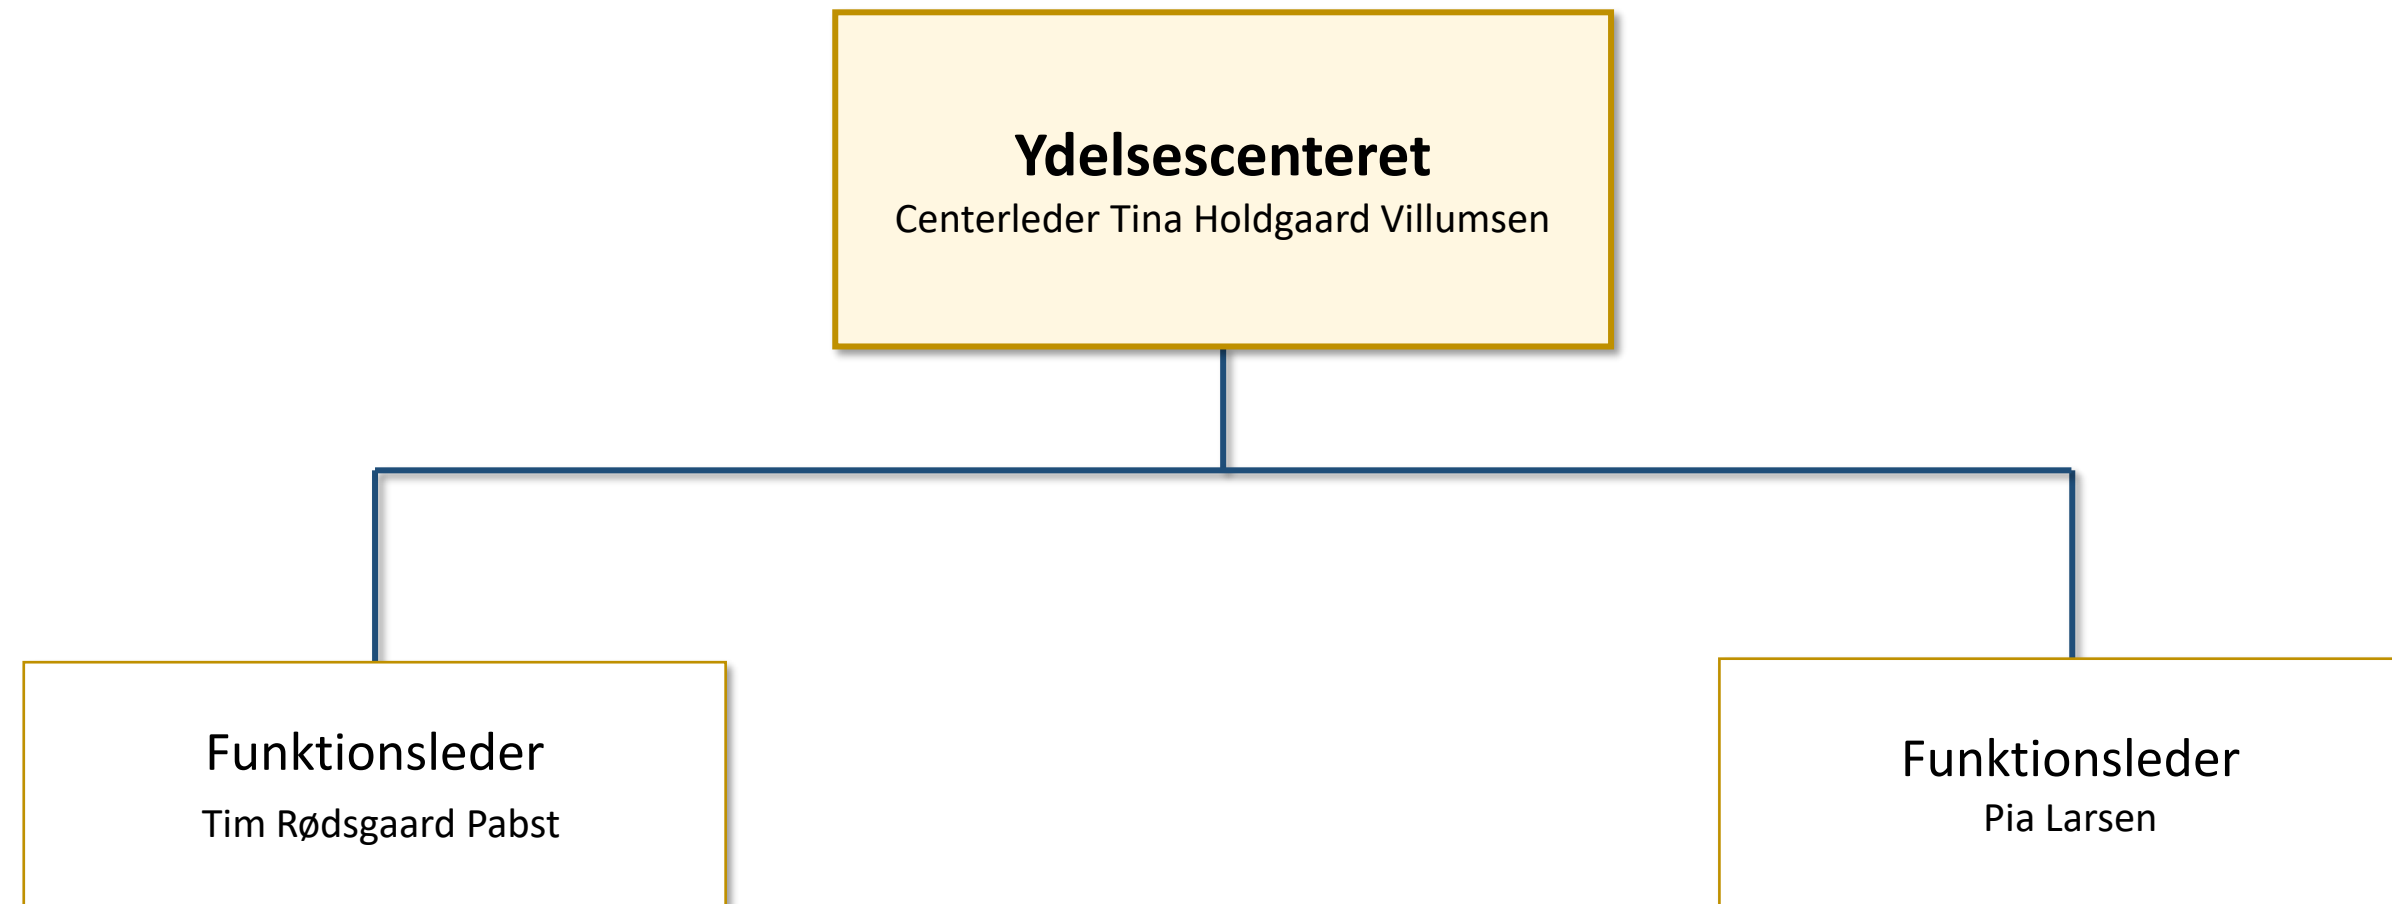 Ydelsescenteret
Centerleder Tina Holdgaard Villumsen
Funktionsleder
Tim Rødsgaard Pabst
Funktionsleder
Pia Larsen